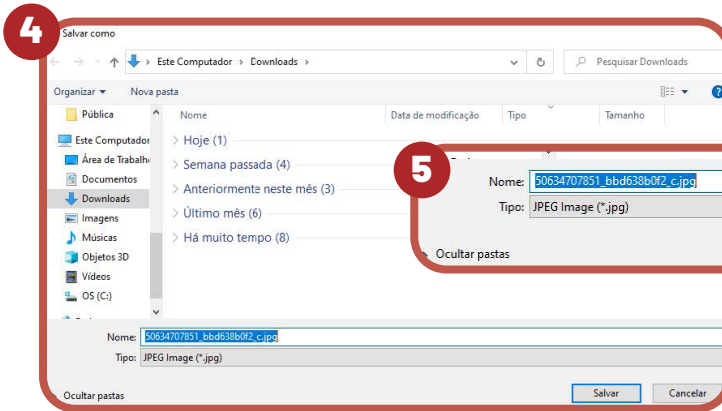 4
Salvar como
Este Computador > Downloads >
Pesquisar Downloads
Organizar
Nova pasta
Pública
Este Computador
Área de Trabalh
Documentos
Downloads
Imagens
Músicas
Objetos 3D
Vídeos
OS (C:)
Nome
Data de modificação
Tipo
Tamanho
Hoje (1)
Semana passada (4)
Anteriormente neste mês (3)
Último mês (6)
Há muito tempo (8)
5
Nome: 50634707851_bbd638b0f2_c.jpg
Tipo: JPEG Image (*.jpg)
Ocultar pastas
Nome: 50634707851_bbd638b0f2_c.jpg
Tipo: JPEG Image (*.jpg)
Ocultar pastas
Salvar
Cancelar